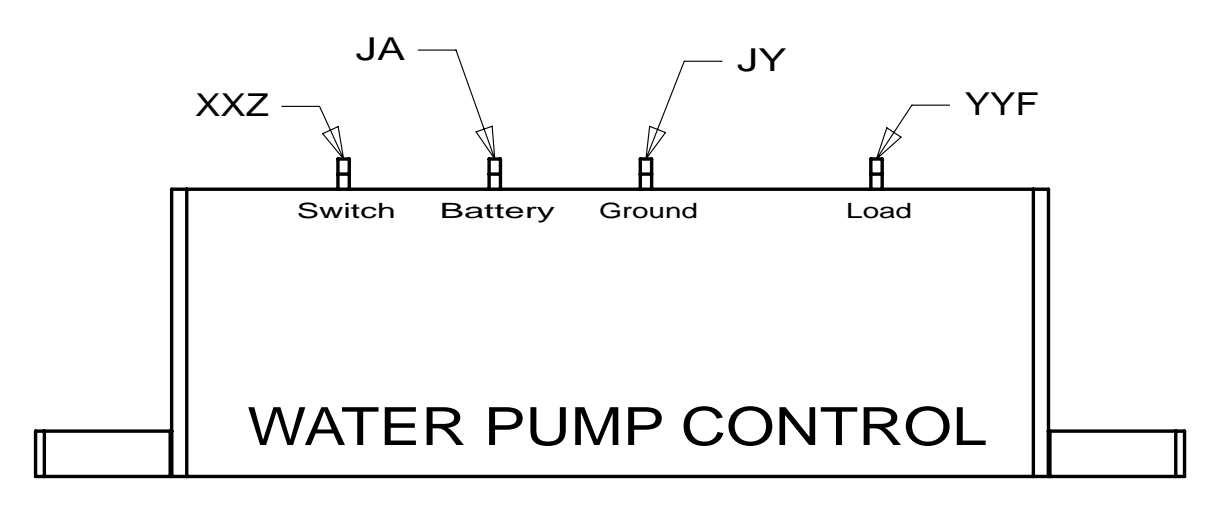 JA
JY
XXZ
YYF
Switch Battery Ground Load
WATER PUMP CONTROL